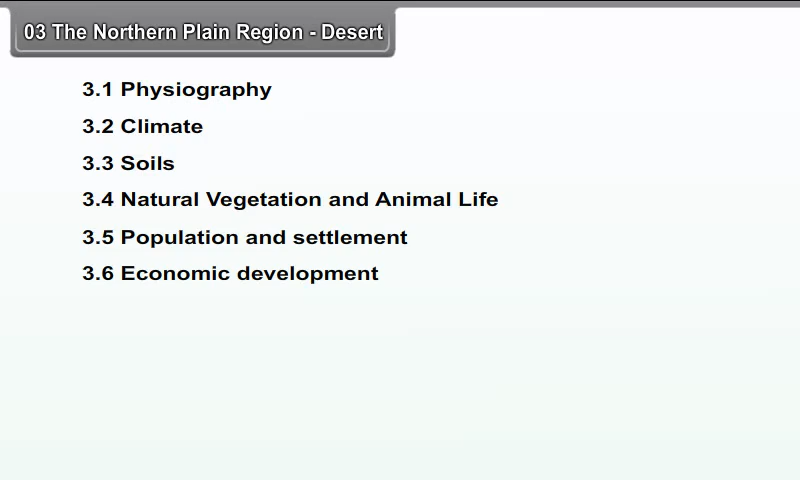 03 The Northern Plain Region - Desert
3.1 Physiography
3.2 Climate
3.3 Soils
3.4 Natural Vegetation and Animal Life
3.5 Population and settlement
3.6 Economic development